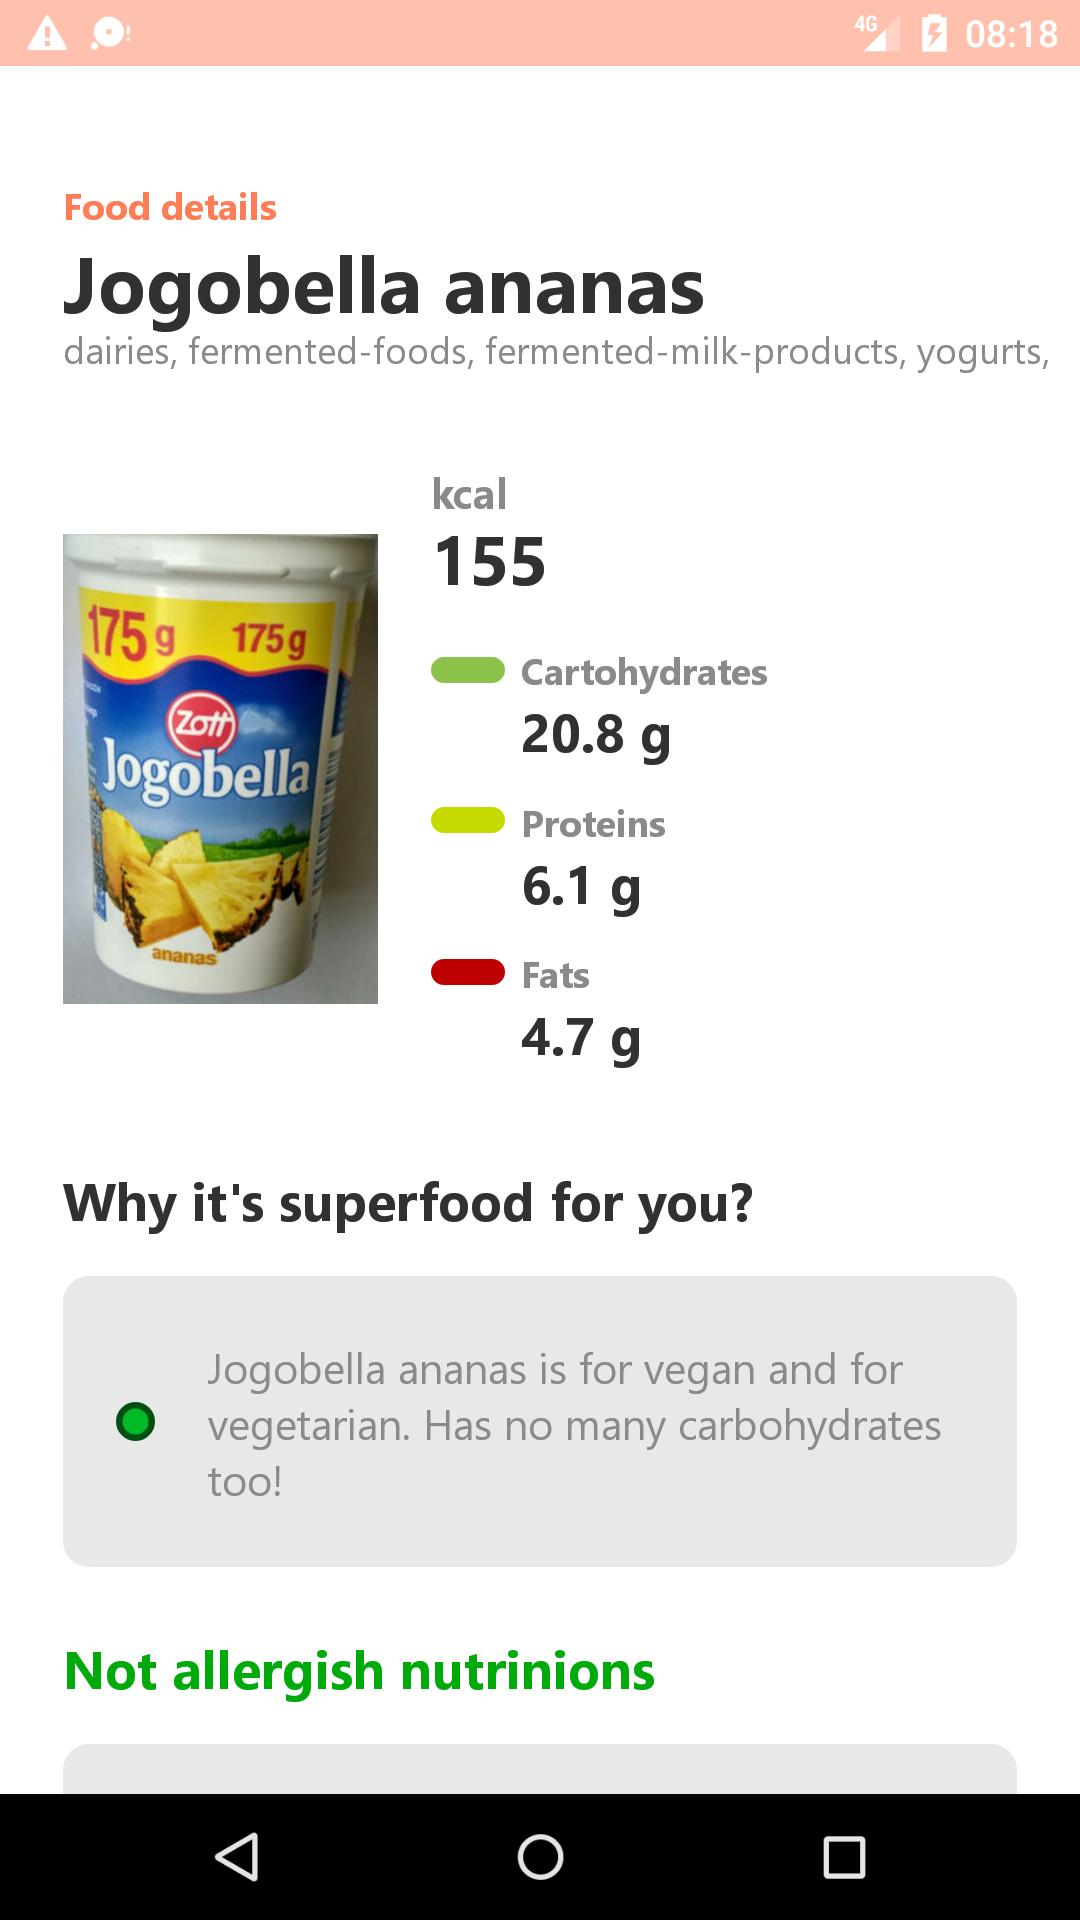 4G 08:18
Food details
Jogobella ananas
dairies, fermented-foods, fermented-milk-products, yogurts,
kcal
155
175 g 175 g
Zott
Jogobella
ananas
Cartohydrates
20.8 g
Proteins
6.1 g
Fats
4.7 g
Why it's superfood for you?
Jogobella ananas is for vegan and for
vegetarian. Has no many carbohydrates
too!
Not allergish nutrinions